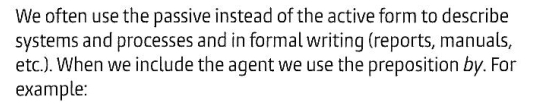 We often use the passive instead of the active form to describe
systems and processes and in formal writing (reports, manuals,
etc.). When we include the agent we use the preposition by. For
example: